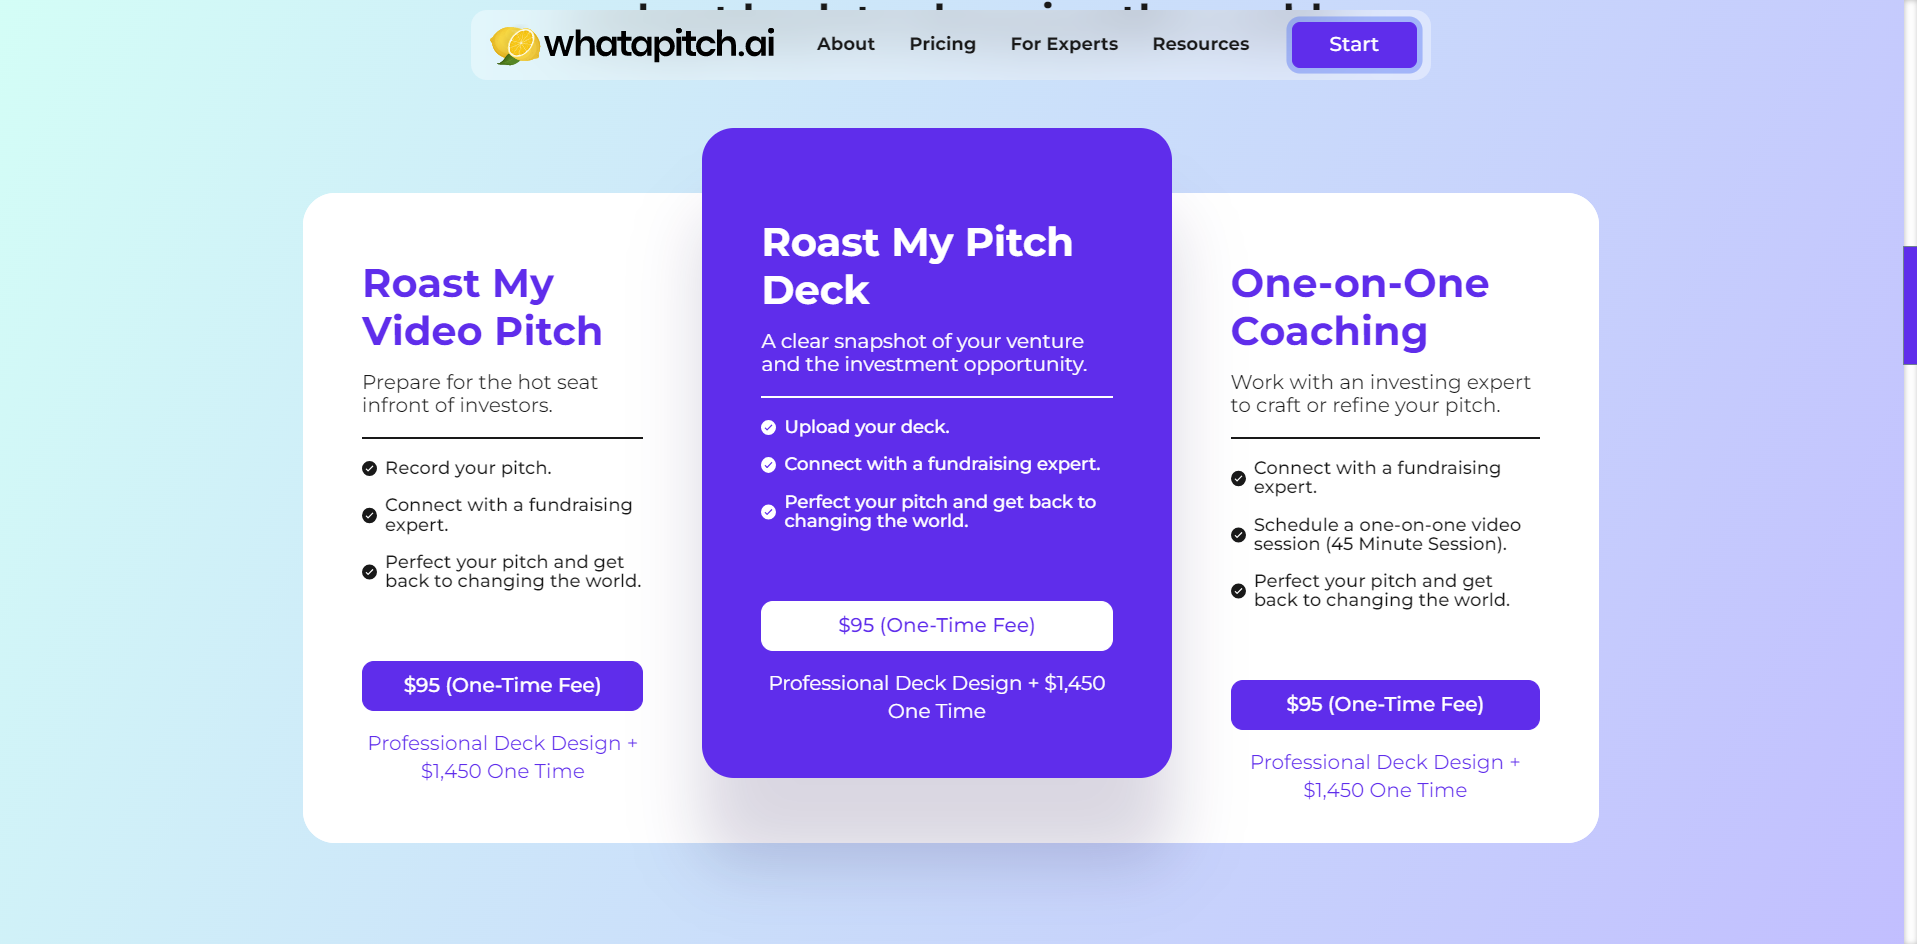 whatapitch.ai
About
Pricing
For Experts
Resources
Start
Roast My
Video Pitch
Prepare for the hot seat
infront of investors.
Record your pitch.
Connect with a fundraising
expert.
Perfect your pitch and get
back to changing the world.
$95 (One-Time Fee)
Professional Deck Design +
$1,450 One Time
Roast My Pitch
Deck
A clear snapshot of your venture
and the investment opportunity.
Upload your deck.
Connect with a fundraising expert.
Perfect your pitch and get back to
changing the world.
$95 (One-Time Fee)
Professional Deck Design + $1,450
One Time
One-on-One
Coaching
Work with an investing expert
to craft or refine your pitch.
Connect with a fundraising
expert.
Schedule a one-on-one video
session (45 Minute Session).
Perfect your pitch and get
back to changing the world.
$95 (One-Time Fee)
Professional Deck Design +
$1,450 One Time